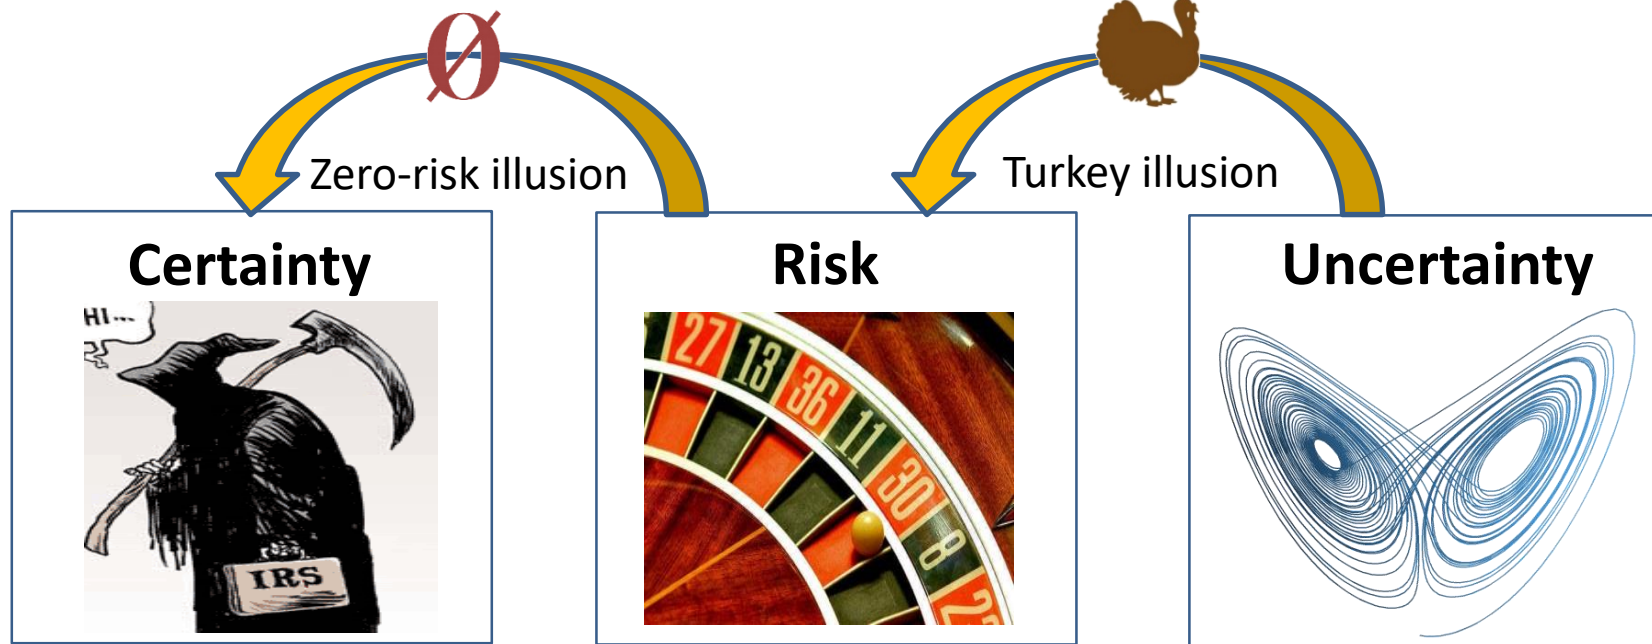 Ø
Zero-risk illusion
Turkey illusion
Certainty
Risk
Uncertainty
HI...
IRS
27
13
36
11
30
8